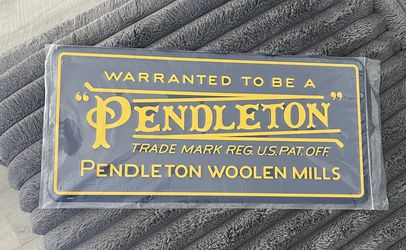 WARRANTED TO BE A
"PENDLETON"
TRADE MARK REG. U.S. PAT. OFF.
PENDLETON WOOLEN MILLS